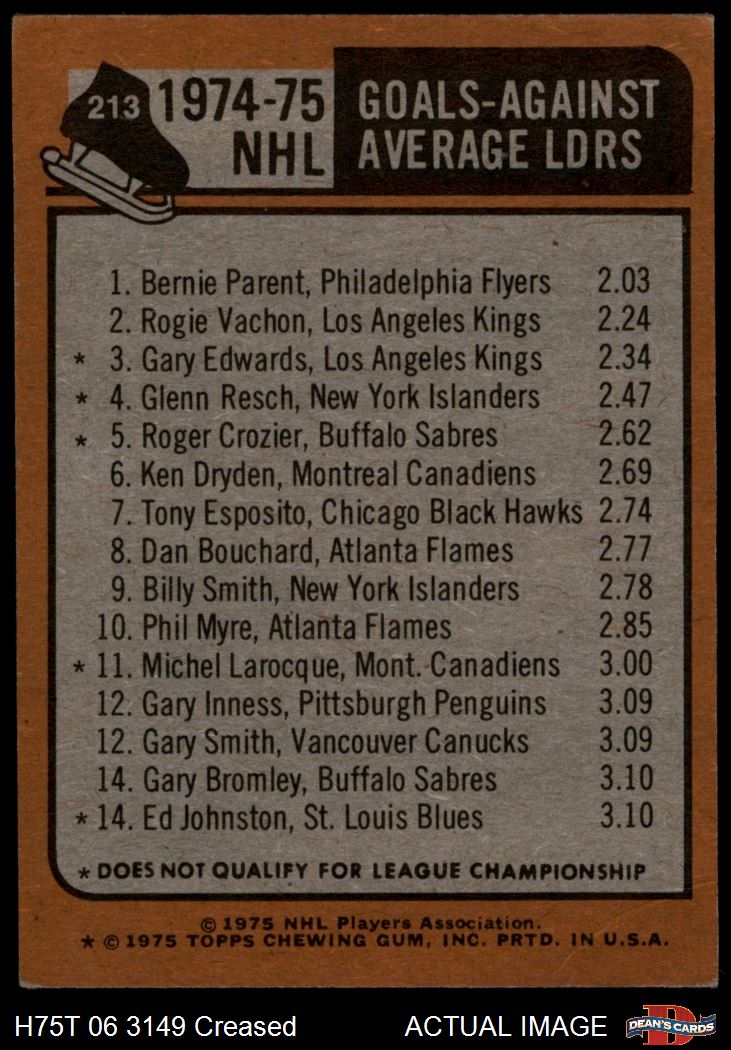 213 1974-75 NHL
GOALS-AGAINST
AVERAGE LDRS
1. Bernie Parent, Philadelphia Flyers 2.03
2. Rogie Vachon, Los Angeles Kings 2.24
* 3. Gary Edwards, Los Angeles Kings 2.34
* 4. Glenn Resch, New York Islanders 2.47
* 5. Roger Crozier, Buffalo Sabres 2.62
6. Ken Dryden, Montreal Canadiens 2.69
7. Tony Esposito, Chicago Black Hawks 2.74
8. Dan Bouchard, Atlanta Flames 2.77
9. Billy Smith, New York Islanders 2.78
10. Phil Myre, Atlanta Flames 2.85
* 11. Michel Larocque, Mont. Canadiens 3.00
12. Gary Inness, Pittsburgh Penguins 3.09
12. Gary Smith, Vancouver Canucks 3.09
14. Gary Bromley, Buffalo Sabres 3.10
* 14. Ed Johnston, St. Louis Blues 3.10
* DOES NOT QUALIFY FOR LEAGUE CHAMPIONSHIP
© 1975 NHL Players Association.
* © 1975 TOPPS CHEWING GUM, INC. PRTD. IN U.S.A.
H75T 06 3149 Creased ACTUAL IMAGE D DEAN'S CARDS